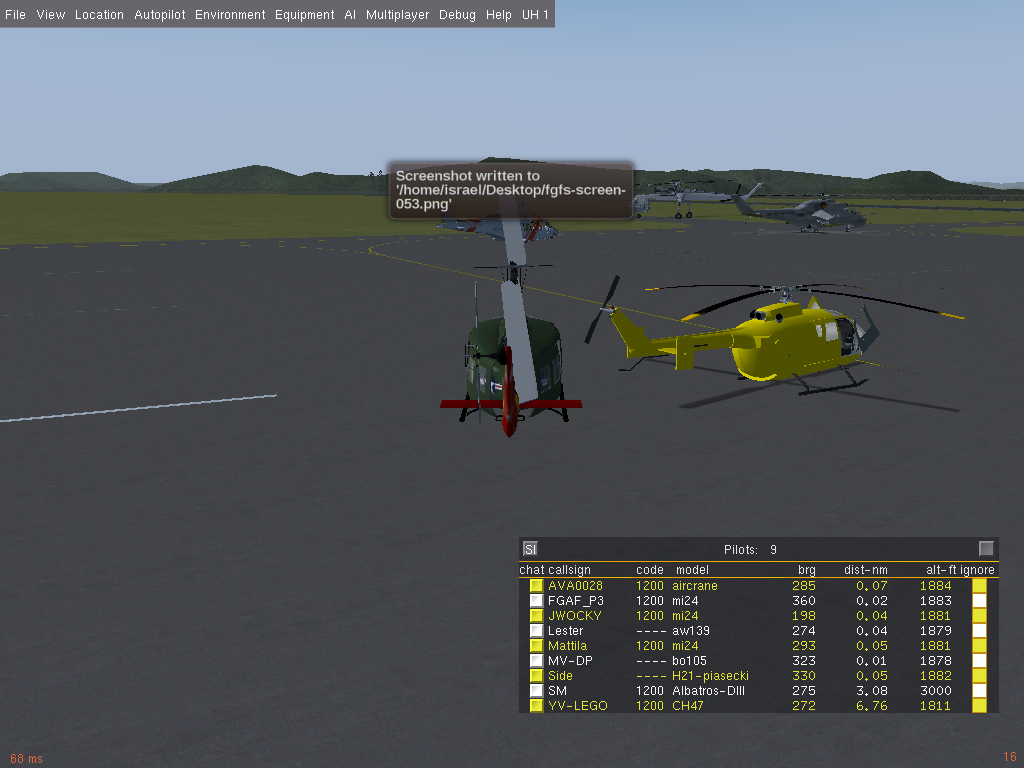 File View Location Autopilot Environment Equipment AI Multiplayer Debug Help UH 1
Screenshot written to
'/home/israel/Desktop/fgfs-screen-
053.png'
SI Pilots: 9
chat callsign code model brg dist-nm alt-ft ignore
AVA0028 1200 aircrane 285 0.07 1884
FGAF_P3 1200 mi24 360 0.02 1883
JWOCKY 1200 mi24 198 0.04 1881
Lester ---- aw139 274 0.04 1879
Mattila 1200 mi24 293 0.05 1881
MV-DP ---- bo105 323 0.01 1878
Side ---- H21-piasecki 330 0.05 1882
SM 1200 Albatros-DIII 275 3.08 3000
YV-LEGO 1200 CH47 272 6.76 1811
68 ms 16